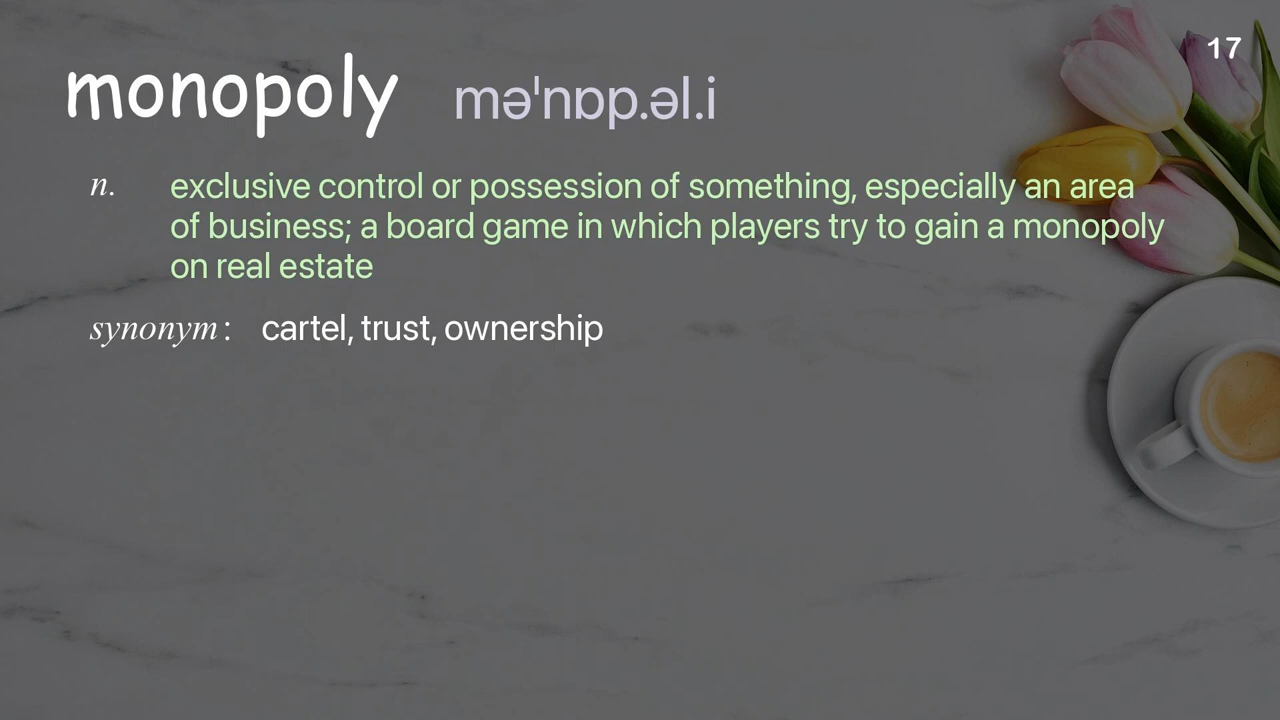 17
monopoly məˈnɒp.əl.i
n. exclusive control or possession of something, especially an area
of business; a board game in which players try to gain a monopoly
on real estate
synonym: cartel, trust, ownership